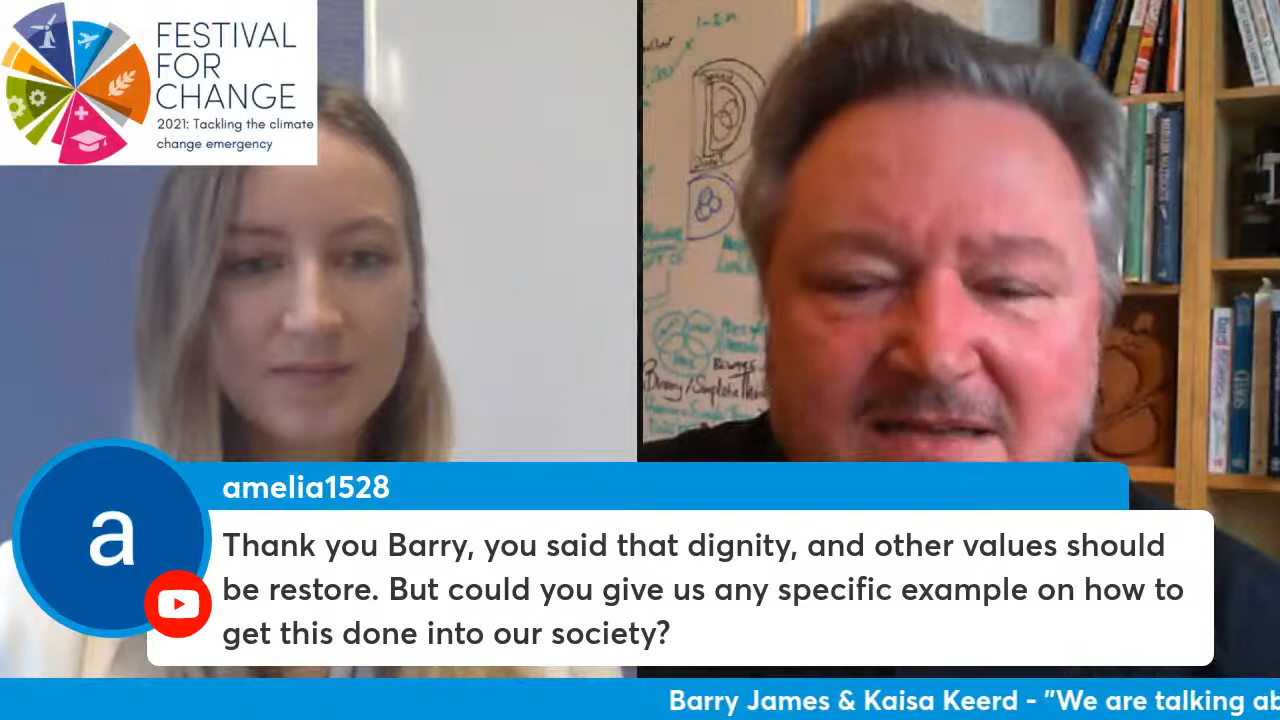 FESTIVAL
FOR
CHANGE
2021: Tackling the climate
change emergency
BEWARE
amelia1528
a
Thank you Barry, you said that dignity, and other values should
be restore. But could you give us any specific example on how to
get this done into our society?
Barry James & Kaisa Keerd - "We are talking ab